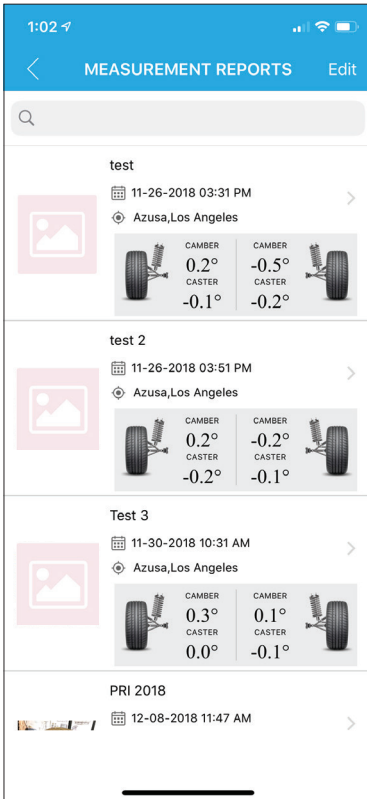 1:02
MEASUREMENT REPORTS Edit
test
11-26-2018 03:31 PM
Azusa,Los Angeles
CAMBER CAMBER
0.2° -0.5°
CASTER CASTER
-0.1° -0.2°
test 2
11-26-2018 03:51 PM
Azusa,Los Angeles
CAMBER CAMBER
0.2° -0.2°
CASTER CASTER
-0.2° -0.1°
Test 3
11-30-2018 10:31 AM
Azusa,Los Angeles
CAMBER CAMBER
0.3° 0.1°
CASTER CASTER
0.0° -0.1°
PRI 2018
12-08-2018 11:47 AM